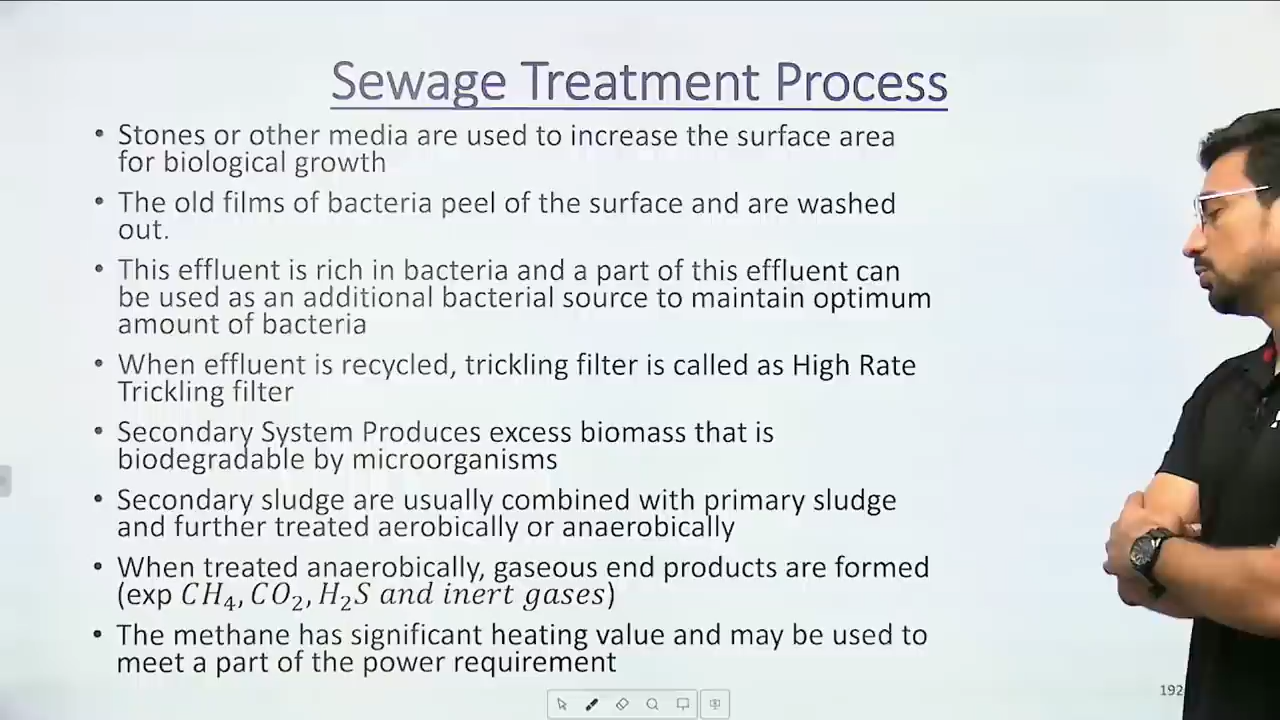 Sewage Treatment Process
• Stones or other media are used to increase the surface area
for biological growth
• The old films of bacteria peel of the surface and are washed
out.
• This effluent is rich in bacteria and a part of this effluent can
be used as an additional bacterial source to maintain optimum
amount of bacteria
• When effluent is recycled, trickling filter is called as High Rate
Trickling filter
• Secondary System Produces excess biomass that is
biodegradable by microorganisms
• Secondary sludge are usually combined with primary sludge
and further treated aerobically or anaerobically
• When treated anaerobically, gaseous end products are formed
(exp CH₄, CO₂, H₂S and inert gases)
• The methane has significant heating value and may be used to
meet a part of the power requirement
192